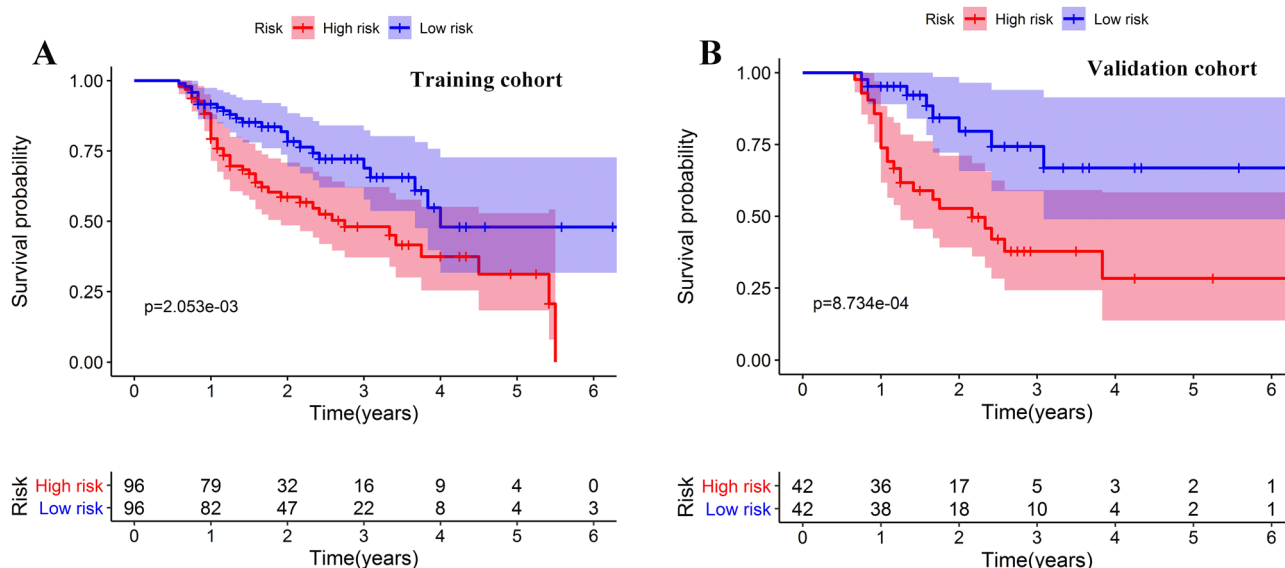 Risk High risk Low risk
A
Training cohort
Survival probability
1.00
0.75
0.50
0.25
0.00
p=2.053e-03
0 1 2 3 4 5 6
Time(years)
Risk
High risk 96 79 32 16 9 4 0
Low risk 96 82 47 22 8 4 3
0 1 2 3 4 5 6
Time(years)
Risk High risk Low risk
B
Validation cohort
Survival probability
1.00
0.75
0.50
0.25
0.00
p=8.734e-04
0 1 2 3 4 5 6
Time(years)
Risk
High risk 42 36 17 5 3 2 1
Low risk 42 38 18 10 4 2 1
0 1 2 3 4 5 6
Time(years)